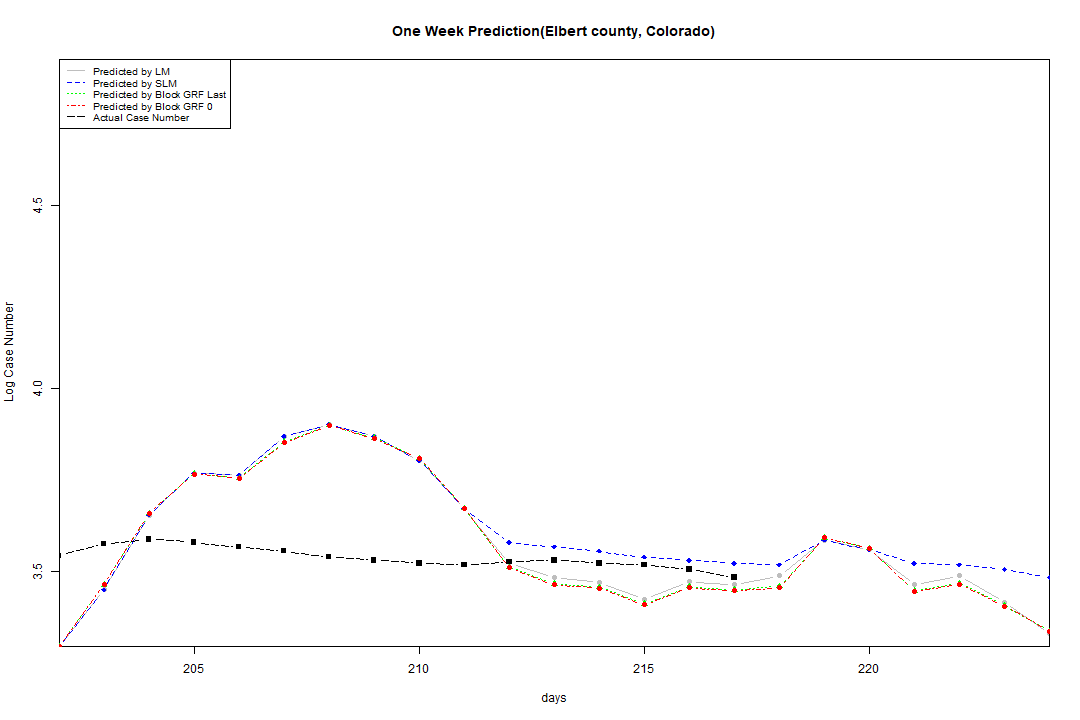 One Week Prediction(Elbert county, Colorado)
Predicted by LM
Predicted by SLM
Predicted by Block GRF Last
Predicted by Block GRF 0
Actual Case Number
4.5
4.0
3.5
Log Case Number
205 210 215 220
days